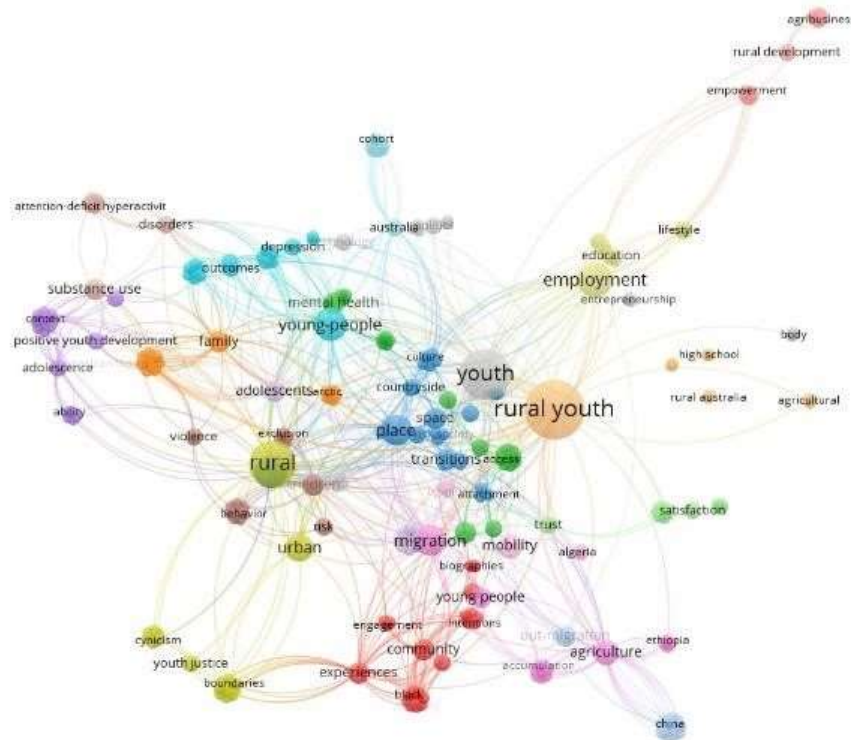 agribusines
rural development
empowerment
cohort
attention-deficit hyperactivit
disorders
australia
lifestyle
depression
education
outcomes
employment
substance use
mental health
entrepreneurship
context
young-people
positive youth development
family
body
culture
high school
adolescence
youth
countryside
adolescents
arctic
rural australia
agricultural
rural youth
ability
space
place
violence
exclusion
transitions
access
rural
children
attachment
behavior
satisfaction
risk
trust
urban
migration
mobility
algeria
biographies
young people
engagement
intentions
cynicism
out-migration
ethiopia
community
agriculture
youth justice
experiences
accumulation
boundaries
black
china